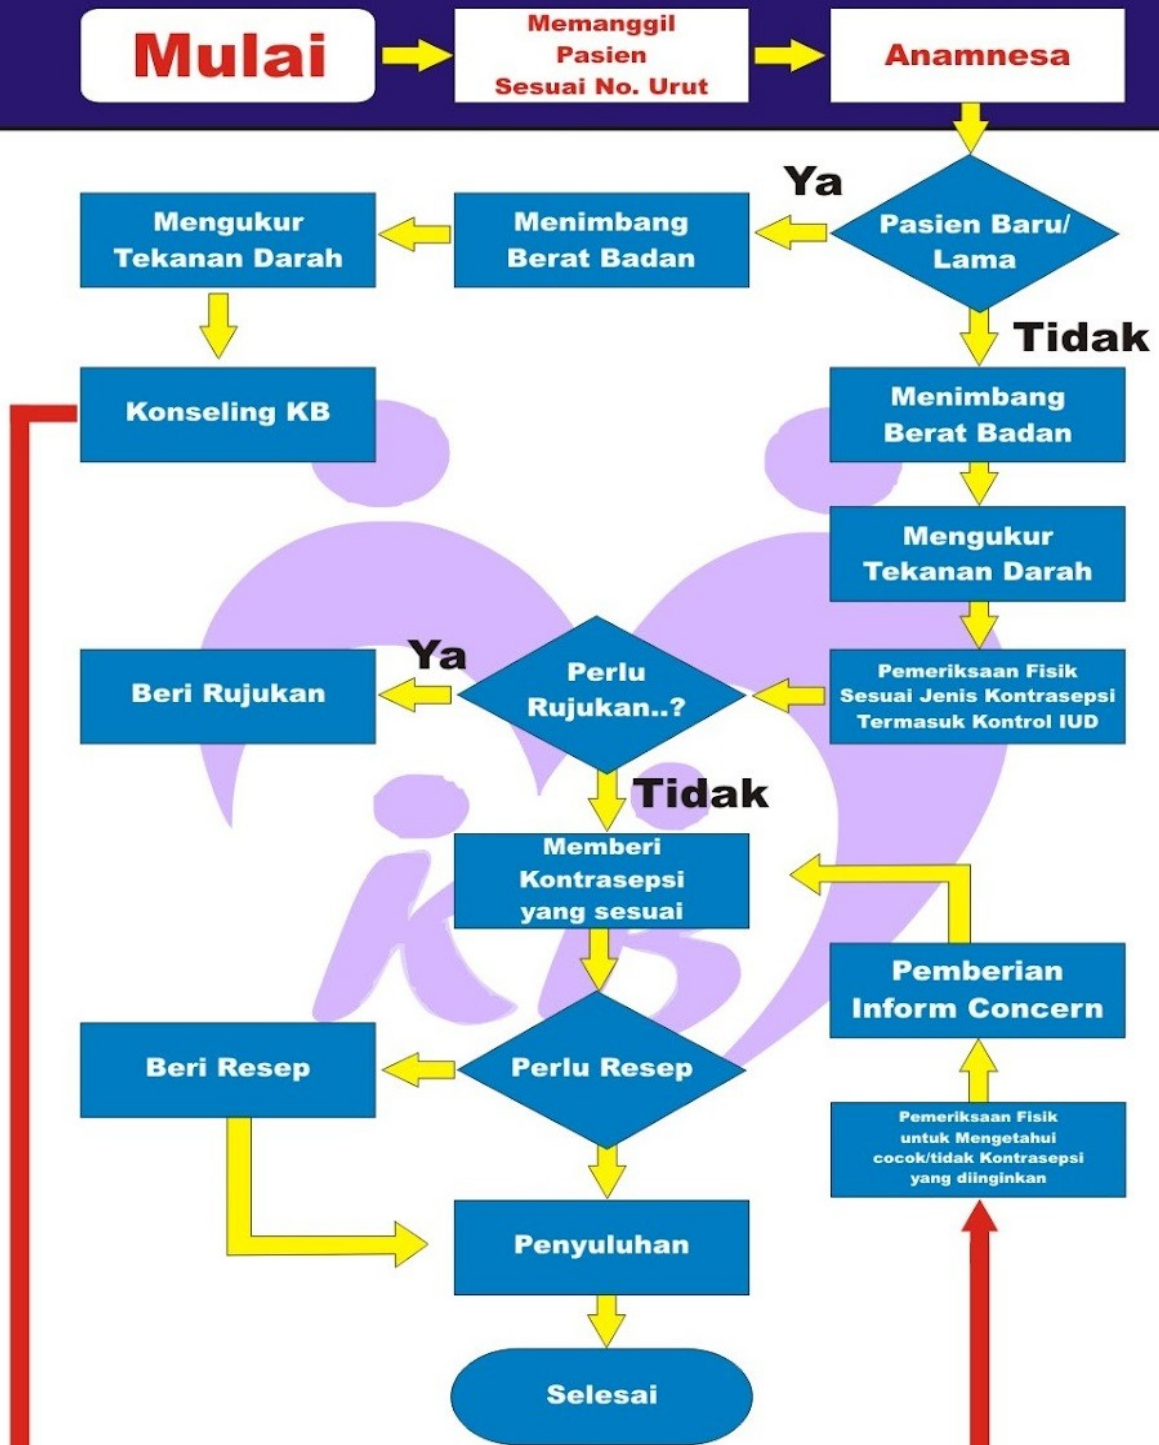 Mulai
Memanggil
Pasien
Sesuai No. Urut
Anamnesa
Ya
Pasien Baru/
Lama
Menimbang
Berat Badan
Mengukur
Tekanan Darah
Tidak
Konseling KB
Menimbang
Berat Badan
Mengukur
Tekanan Darah
Pemeriksaan Fisik
Sesuai Jenis Kontrasepsi
Termasuk Kontrol IUD
Perlu
Rujukan..?
Ya
Beri Rujukan
Tidak
Memberi
Kontrasepsi
yang sesuai
KB
Pemberian
Inform Concern
Perlu Resep
Beri Resep
Pemeriksaan Fisik
untuk Mengetahui
cocok/tidak Kontrasepsi
yang diinginkan
Penyuluhan
Selesai